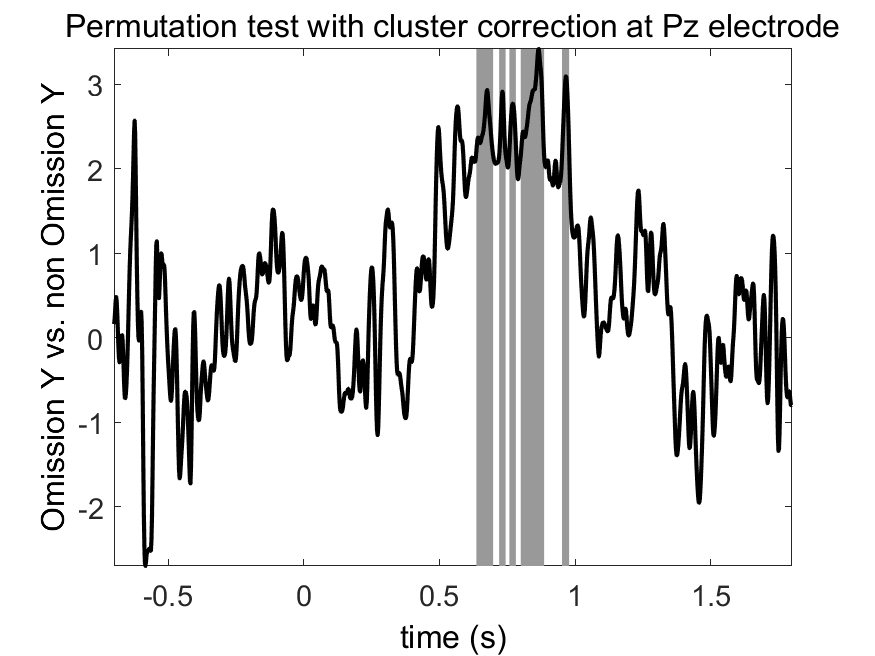 Permutation test with cluster correction at Pz electrode
Omission Y vs. non Omission Y
3
2
1
0
-1
-2
-0.5 0 0.5 1 1.5
time (s)